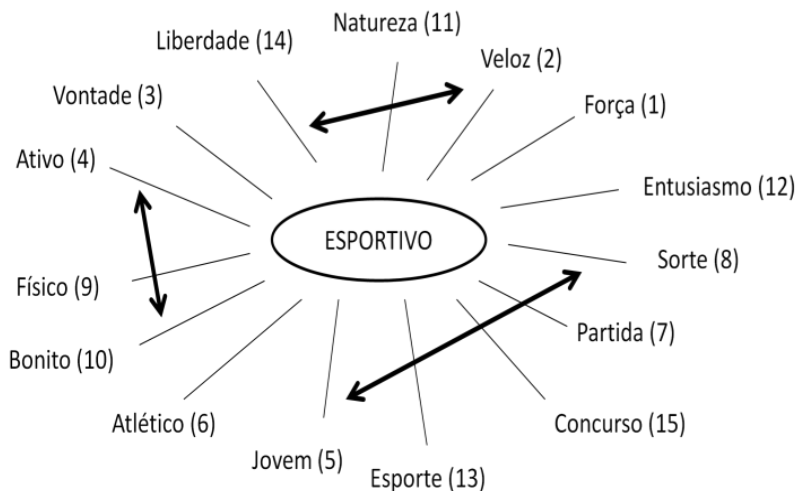 Natureza (11)
Liberdade (14)
Veloz (2)
Vontade (3)
Força (1)
Ativo (4)
Entusiasmo (12)
ESPORTIVO
Sorte (8)
Físico (9)
Partida (7)
Bonito (10)
Atlético (6)
Concurso (15)
Jovem (5)
Esporte (13)